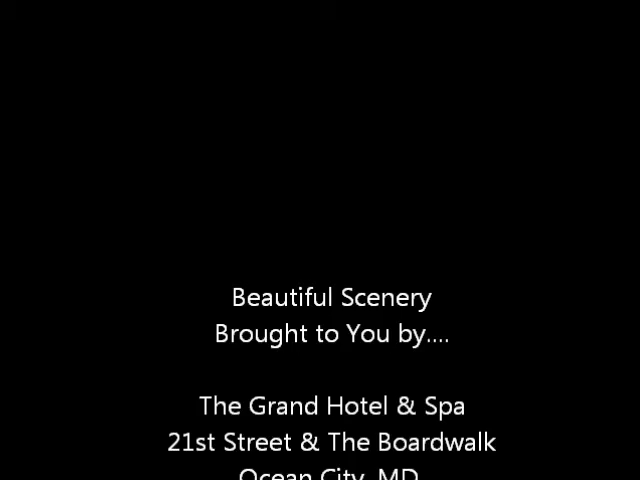 Beautiful Scenery
Brought to You by....
The Grand Hotel & Spa
21st Street & The Boardwalk
Ocean City, MD